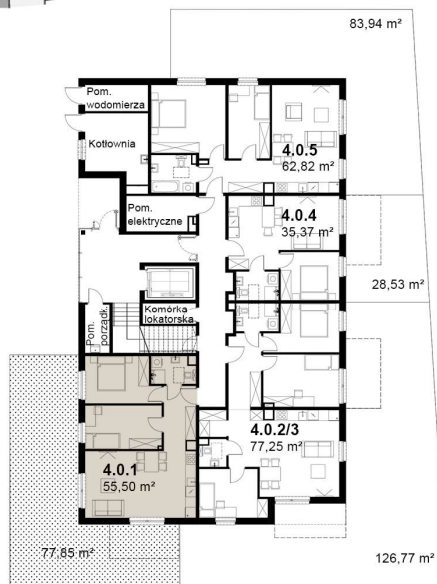 83,94 m²
Pom.
wodomierza
Kotłownia
4.0.5
62,82 m²
Pom.
elektryczne
4.0.4
35,37 m²
28,53 m²
Komórka
lokatorska
Pom.
porządk.
4.0.2/3
77,25 m²
4.0.1
55,50 m²
77,85 m²
126,77 m²